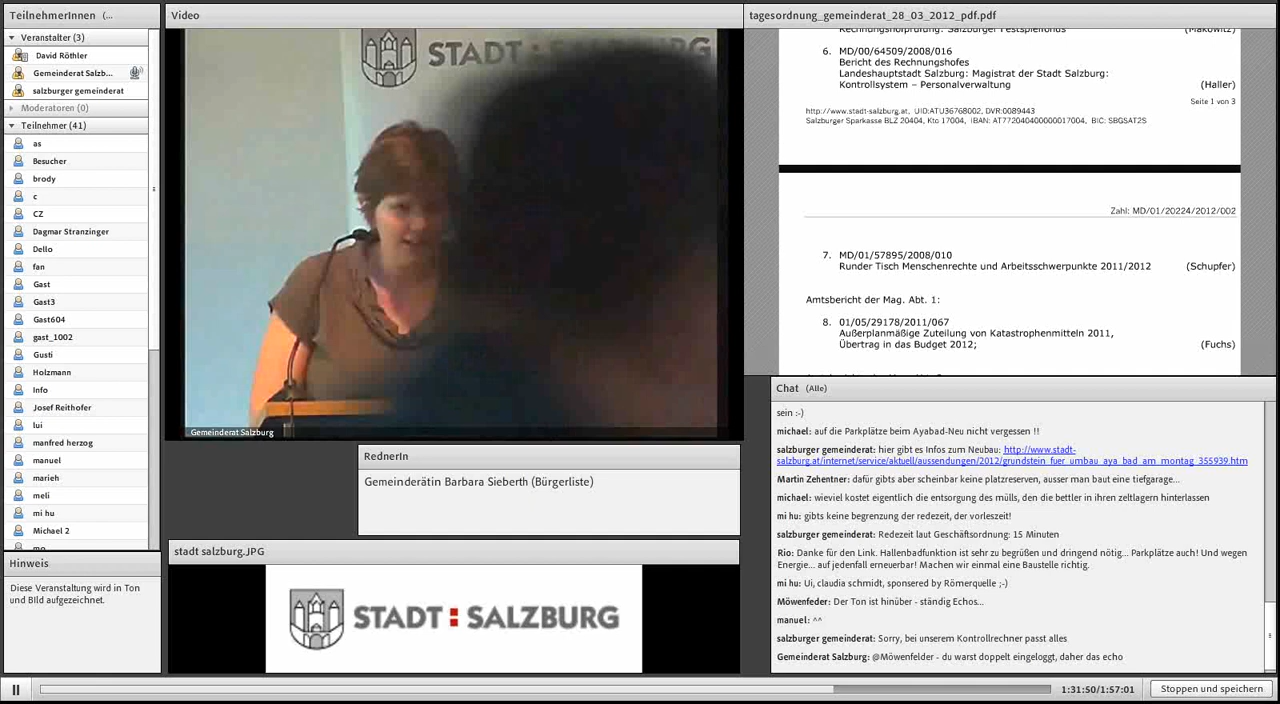 TeilnehmerInnen (...
Veranstalter (3)
David Röthler
Gemeinderat Salzb...
salzburger gemeinderat
Moderatoren (0)
Teilnehmer (41)
as
Besucher
brody
c
CZ
Dagmar Stranzinger
Dello
fan
Gast
Gast3
Gast604
gast_1002
Gusti
Holzmann
Info
Josef Reithofer
lui
manfred herzog
manuel
marieh
meli
mi hu
Michael 2
mo
Hinweis
Diese Veranstaltung wird in Ton
und BIld aufgezeichnet.
Video
STADT
G
Gemeinderat Salzburg
RednerIn
Gemeinderätin Barbara Sieberth (Bürgerliste)
stadt salzburg.JPG
STADT : SALZBURG
tagesordnung_gemeinderat_28_03_2012_pdf.pdf
Rechnungshofprüfung: Salzburger Festspielfonds (Makowitz)
6. MD/00/64509/2008/016
Bericht des Rechnungshofes
Landeshauptstadt Salzburg: Magistrat der Stadt Salzburg:
Kontrollsystem – Personalverwaltung (Haller)
Seite 1 von 3
http://www.stadt-salzburg.at, UID:ATU36768002, DVR:0089443
Salzburger Sparkasse BLZ 20404, Kto 17004, IBAN: AT772040400000017004, BIC: SBGSAT2S
Zahl: MD/01/20224/2012/002
7. MD/01/57895/2008/010
Runder Tisch Menschenrechte und Arbeitsschwerpunkte 2011/2012 (Schupfer)
Amtsbericht der Mag. Abt. 1:
8. 01/05/29178/2011/067
Außerplanmäßige Zuteilung von Katastrophenmitteln 2011,
Übertrag in das Budget 2012; (Fuchs)
Chat (Alle)
sein :-)
michael: auf die Parkplätze beim Ayabad-Neu nicht vergessen !!
salzburger gemeinderat: hier gibt es Infos zum Neubau: http://www.stadt-
salzburg.at/internet/service/aktuell/aussendungen/2012/grundstein_fuer_umbau_aya_bad_am_montag_355939.htm
Martin Zehentner: dafür gibts aber scheinbar keine platzreserven, ausser man baut eine tiefgarage...
michael: wieviel kostet eigentlich die entsorgung des mülls, den die bettler in ihren zeltlagern hinterlassen
mi hu: gibts keine begrenzung der redezeit, der vorleszeit!
salzburger gemeinderat: Redezeit laut Geschäftsordnung: 15 Minuten
Rio: Danke für den Link. Hallenbadfunktion ist sehr zu begrüßen und dringend nötig... Parkplätze auch! Und wegen
Energie... auf jedenfall erneuerbar! Machen wir einmal eine Baustelle richtig.
mi hu: Ui, claudia schmidt, sponsered by Römerquelle ;-)
Möwenfeder: Der Ton ist hinüber - ständig Echos...
manuel: ^^
salzburger gemeinderat: Sorry, bei unserem Kontrollrechner passt alles
Gemeinderat Salzburg: @Möwenfelder - du warst doppelt eingeloggt, daher das echo
1:31:50/1:57:01
Stoppen und speichern